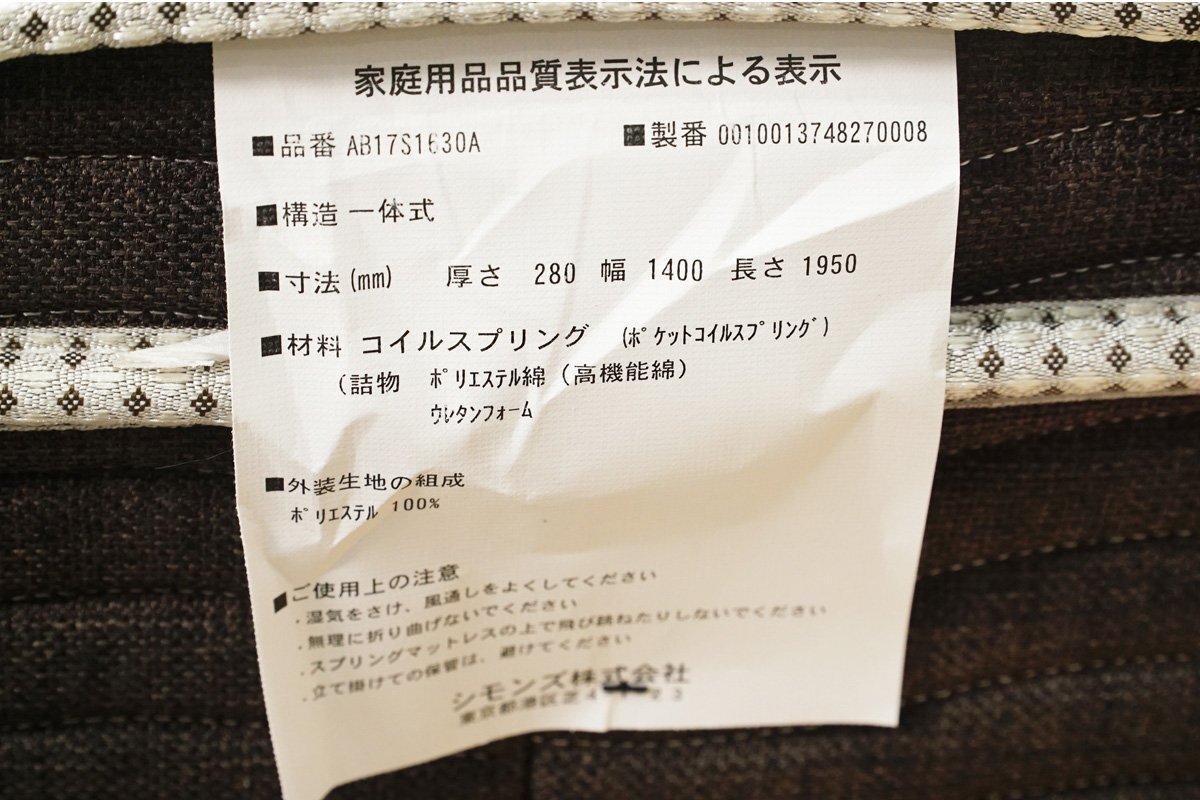 家庭用品品質表示法による表示
■品番 AB17S1630A ■製番 0010013748270008
■構造 一体式
■寸法(mm) 厚さ 280 幅 1400 長さ 1950
■材料 コイルスプリング (ポケットコイルスプリング)
(詰物 ポリエステル綿(高機能綿)
ウレタンフォーム
■外装生地の組成
ポリエステル 100%
■ご使用上の注意
.湿気をさけ、風通しをよくしてください
.無理に折り曲げないでください
.スプリングマットレスの上で飛び跳ねたりしないでください
.立て掛けての保管は、避けてください
シモンズ株式会社
東京都港区芝